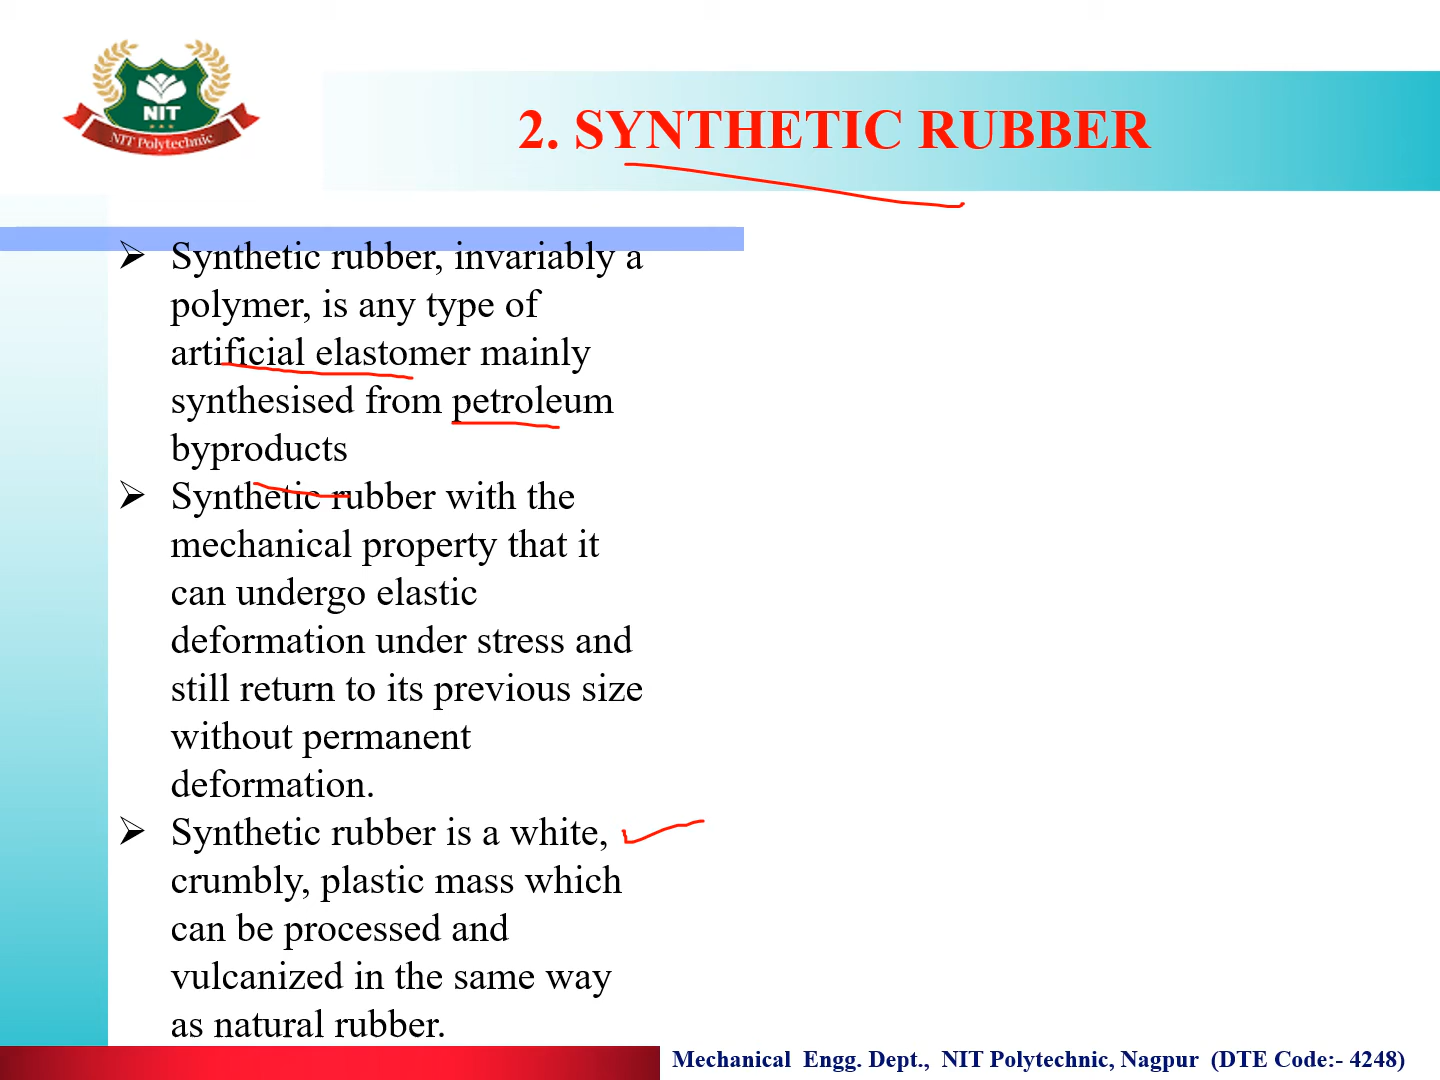 NIT
NIT Polytechnic
2. SYNTHETIC RUBBER
➢ Synthetic rubber, invariably a
polymer, is any type of
artificial elastomer mainly
synthesised from petroleum
byproducts
➢ Synthetic rubber with the
mechanical property that it
can undergo elastic
deformation under stress and
still return to its previous size
without permanent
deformation.
➢ Synthetic rubber is a white,
crumbly, plastic mass which
can be processed and
vulcanized in the same way
as natural rubber.
Mechanical Engg. Dept., NIT Polytechnic, Nagpur (DTE Code:- 4248)